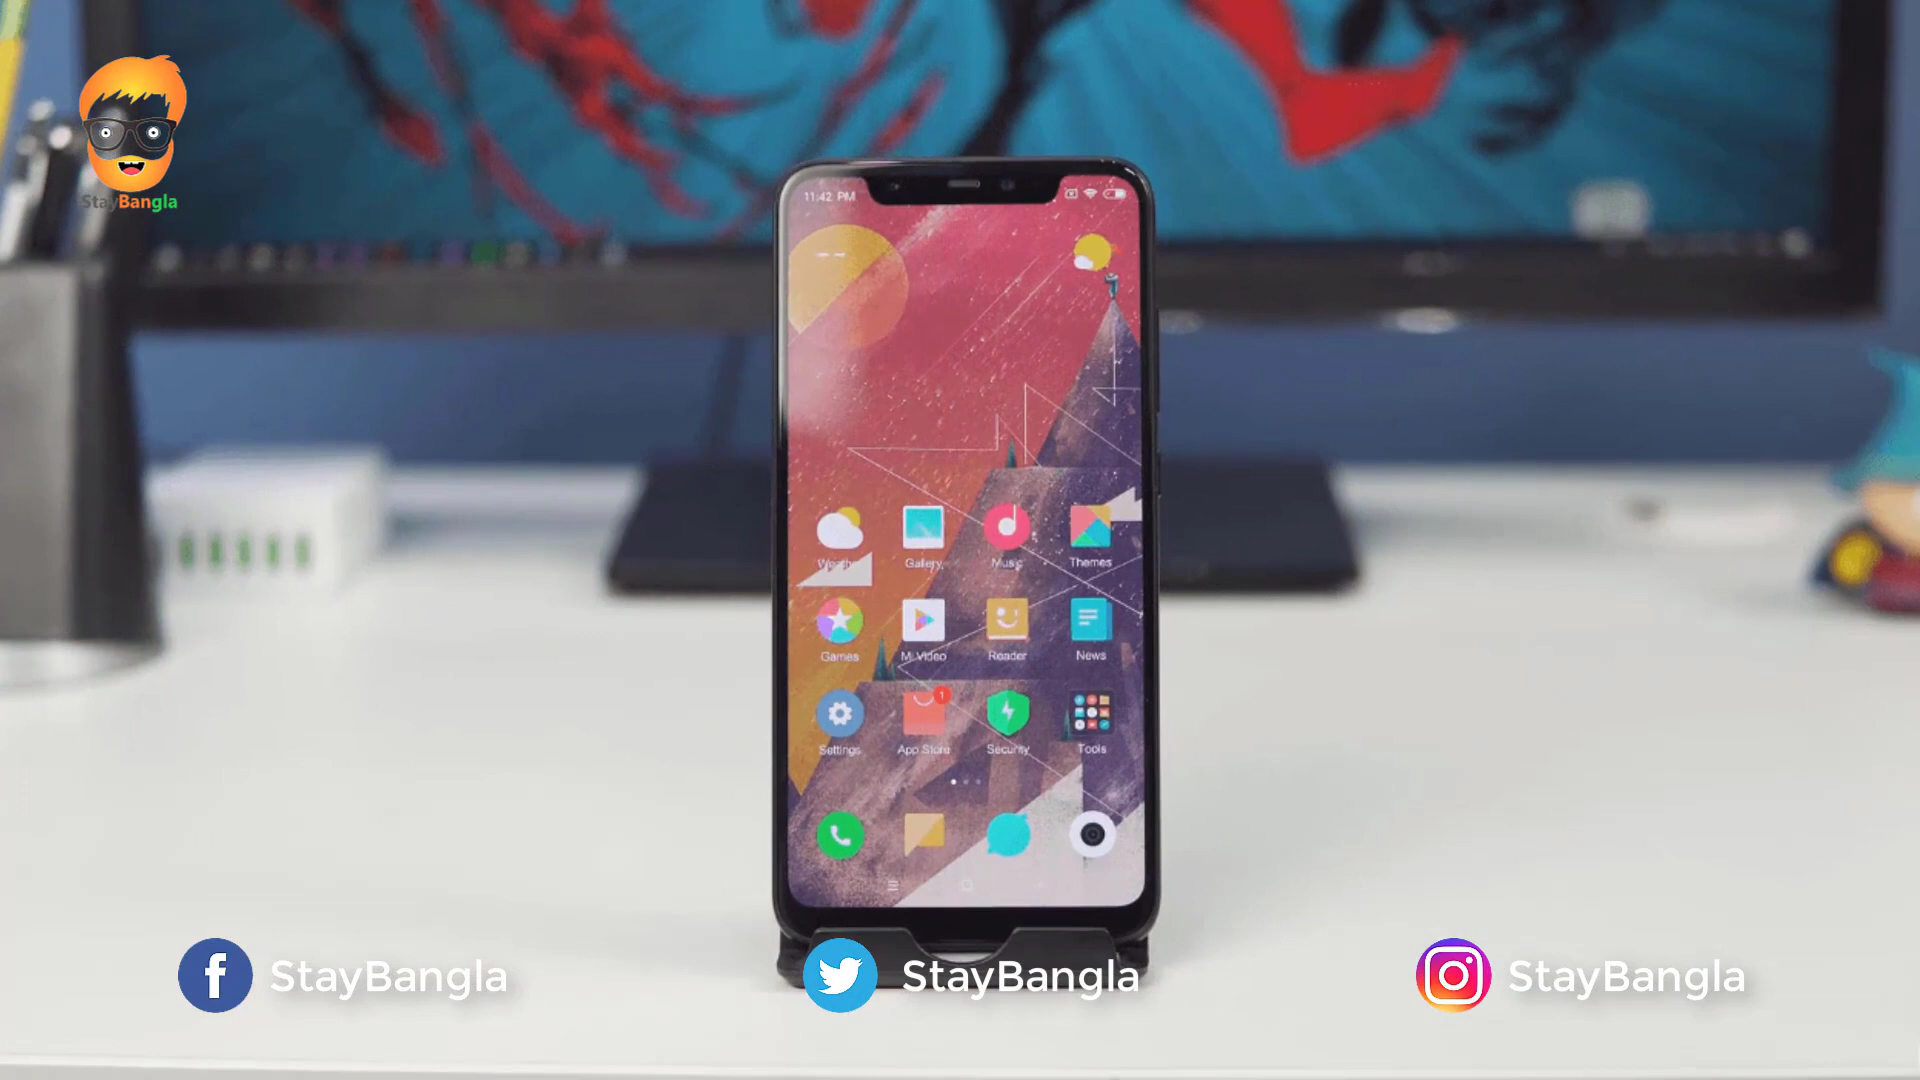 StayBangla
11:42 PM
Gallery
Music
Themes
Games
Mi Video
Reader
News
Settings
App Store
1
Security
Tools
StayBangla
StayBangla
StayBangla